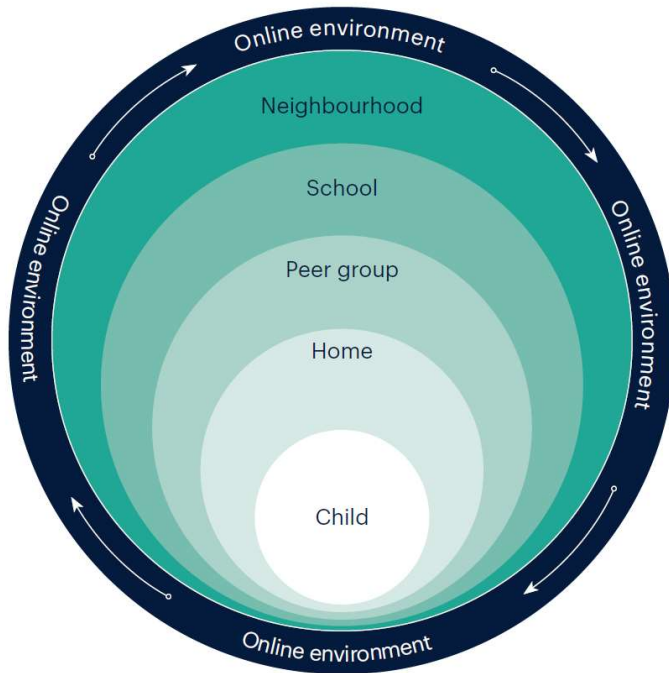 Online environment
Neighbourhood
School
Online environment
Online environment
Peer group
Home
Child
Online environment